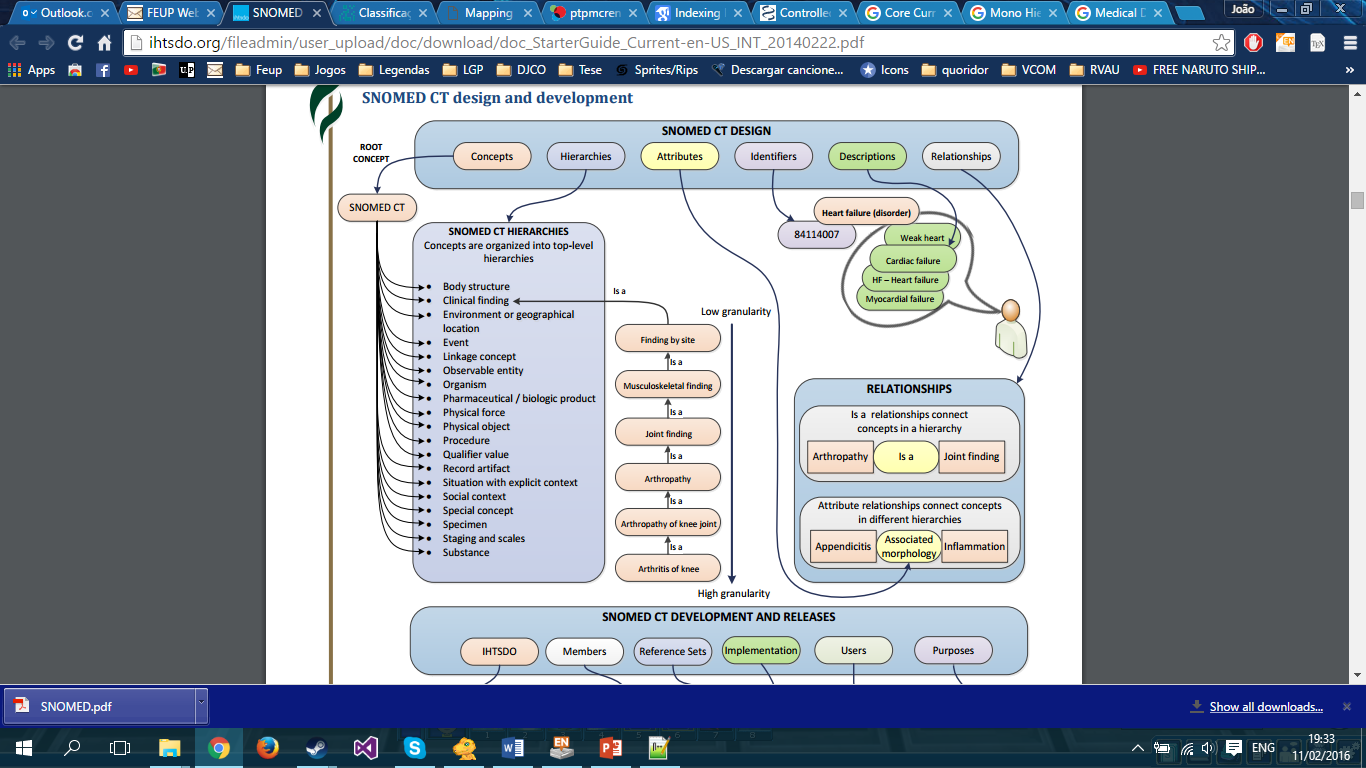 Outlook.c
FEUP Web
SNOMED
Classificaç
Mapping
ptpmcren
Indexing
Controlle
Core Curr
Mono Hie
Medical D
João
ihtsdo.org/fileadmin/user_upload/doc/download/doc_StarterGuide_Current-en-US_INT_20140222.pdf
Apps
Feup
Jogos
Legendas
LGP
DJCO
Tese
Sprites/Rips
Descargar cancione...
Icons
quoridor
VCOM
RVAU
FREE NARUTO SHIP...
»
SNOMED CT design and development
SNOMED CT DESIGN
Concepts
Hierarchies
Attributes
Identifiers
Descriptions
Relationships
ROOT
CONCEPT
SNOMED CT
SNOMED CT HIERARCHIES
Concepts are organized into top-level
hierarchies
• Body structure
• Clinical finding
• Environment or geographical
location
• Event
• Linkage concept
• Observable entity
• Organism
• Pharmaceutical / biologic product
• Physical force
• Physical object
• Procedure
• Qualifier value
• Record artifact
• Situation with explicit context
• Social context
• Special concept
• Specimen
• Staging and scales
• Substance
Is a
Finding by site
Is a
Musculoskeletal finding
Is a
Joint finding
Is a
Arthropathy
Is a
Arthropathy of knee joint
Is a
Arthritis of knee
Low granularity
High granularity
Heart failure (disorder)
84114007
Weak heart
Cardiac failure
HF – Heart failure
Myocardial failure
RELATIONSHIPS
Is a relationships connect
concepts in a hierarchy
Arthropathy
Is a
Joint finding
Attribute relationships connect concepts
in different hierarchies
Appendicitis
Associated
morphology
Inflammation
SNOMED CT DEVELOPMENT AND RELEASES
IHTSDO
Members
Reference Sets
Implementation
Users
Purposes
SNOMED.pdf
Show all downloads...
ENG
19:33
11/02/2016